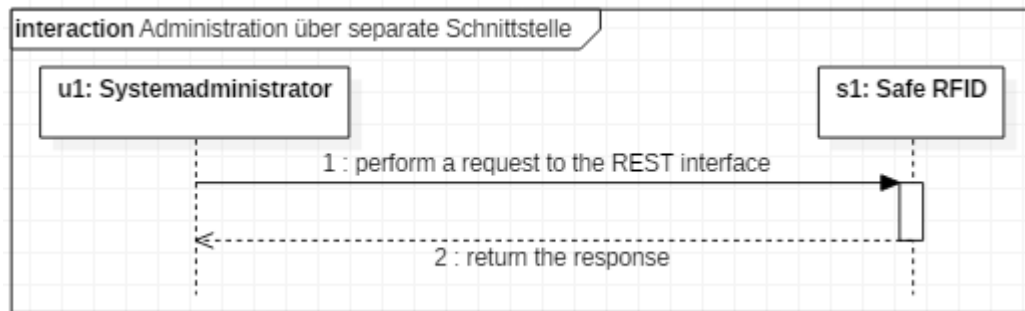 interaction Administration über separate Schnittstelle
u1: Systemadministrator
s1: Safe RFID
1 : perform a request to the REST interface
2 : return the response